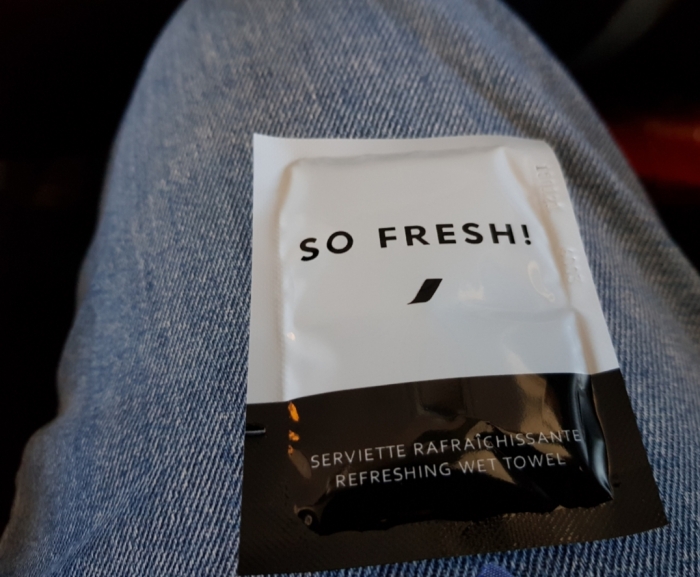 SO FRESH!
SERVIETTE RAFRAÎCHISSANTE
REFRESHING WET TOWEL